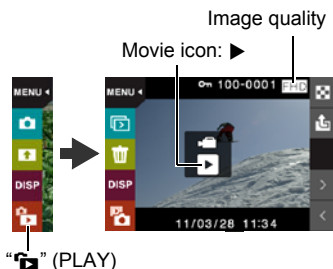 Image quality
Movie icon: ▶
MENU
MENU
100-0001 FHD
DISP
DISP
11/03/28 11:34
“ ” (PLAY)